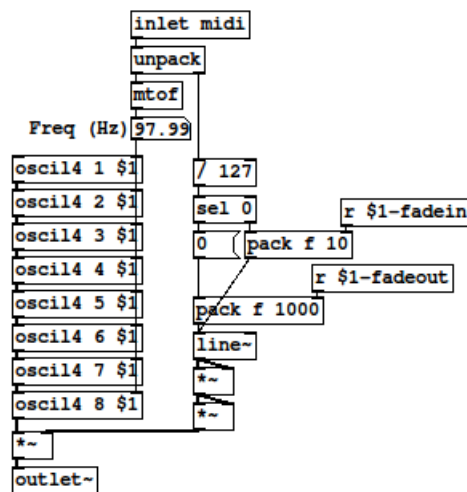 inlet midi
unpack
mtof
Freq (Hz) 97.99
oscil4 1 $1
/ 127
oscil4 2 $1
sel 0
r $1-fadein
oscil4 3 $1
0
pack f 10
oscil4 4 $1
r $1-fadeout
oscil4 5 $1
pack f 1000
oscil4 6 $1
line~
oscil4 7 $1
*~
oscil4 8 $1
*~
*~
outlet~